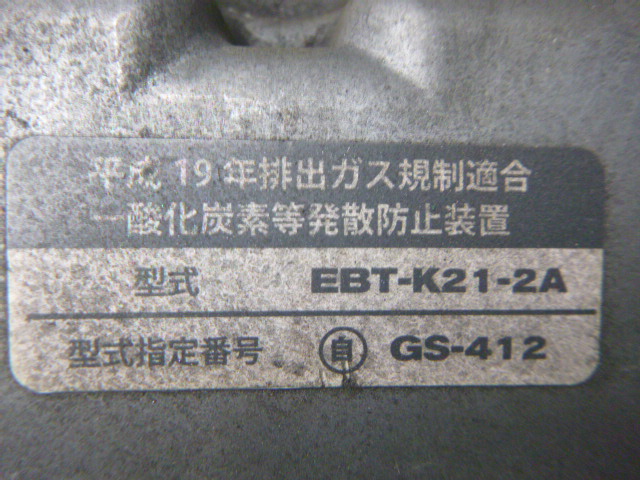 平成19年排出ガス規制適合
一酸化炭素等発散防止装置
型式 EBT-K21-2A
型式指定番号 自 GS-412